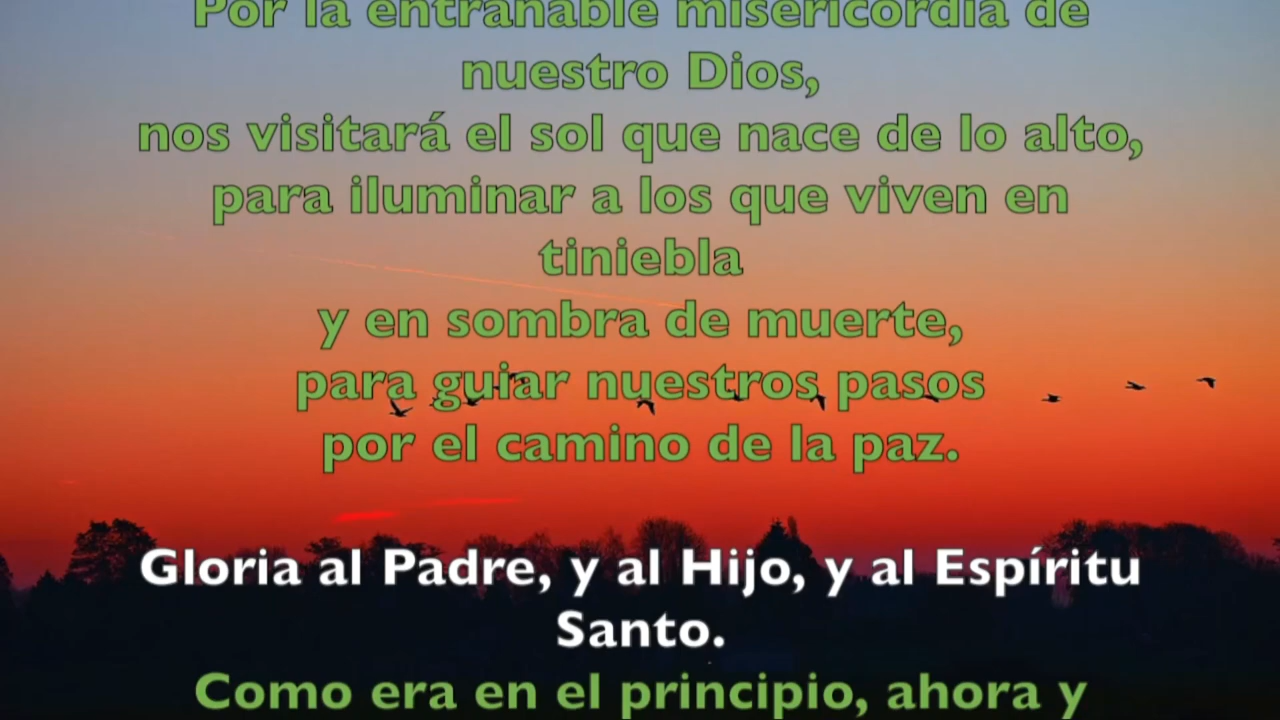 Por la entrañable misericordia de
nuestro Dios,
nos visitará el sol que nace de lo alto,
para iluminar a los que viven en
tiniebla
y en sombra de muerte,
para guiar nuestros pasos
por el camino de la paz.
Gloria al Padre, y al Hijo, y al Espíritu
Santo.
Como era en el principio, ahora y